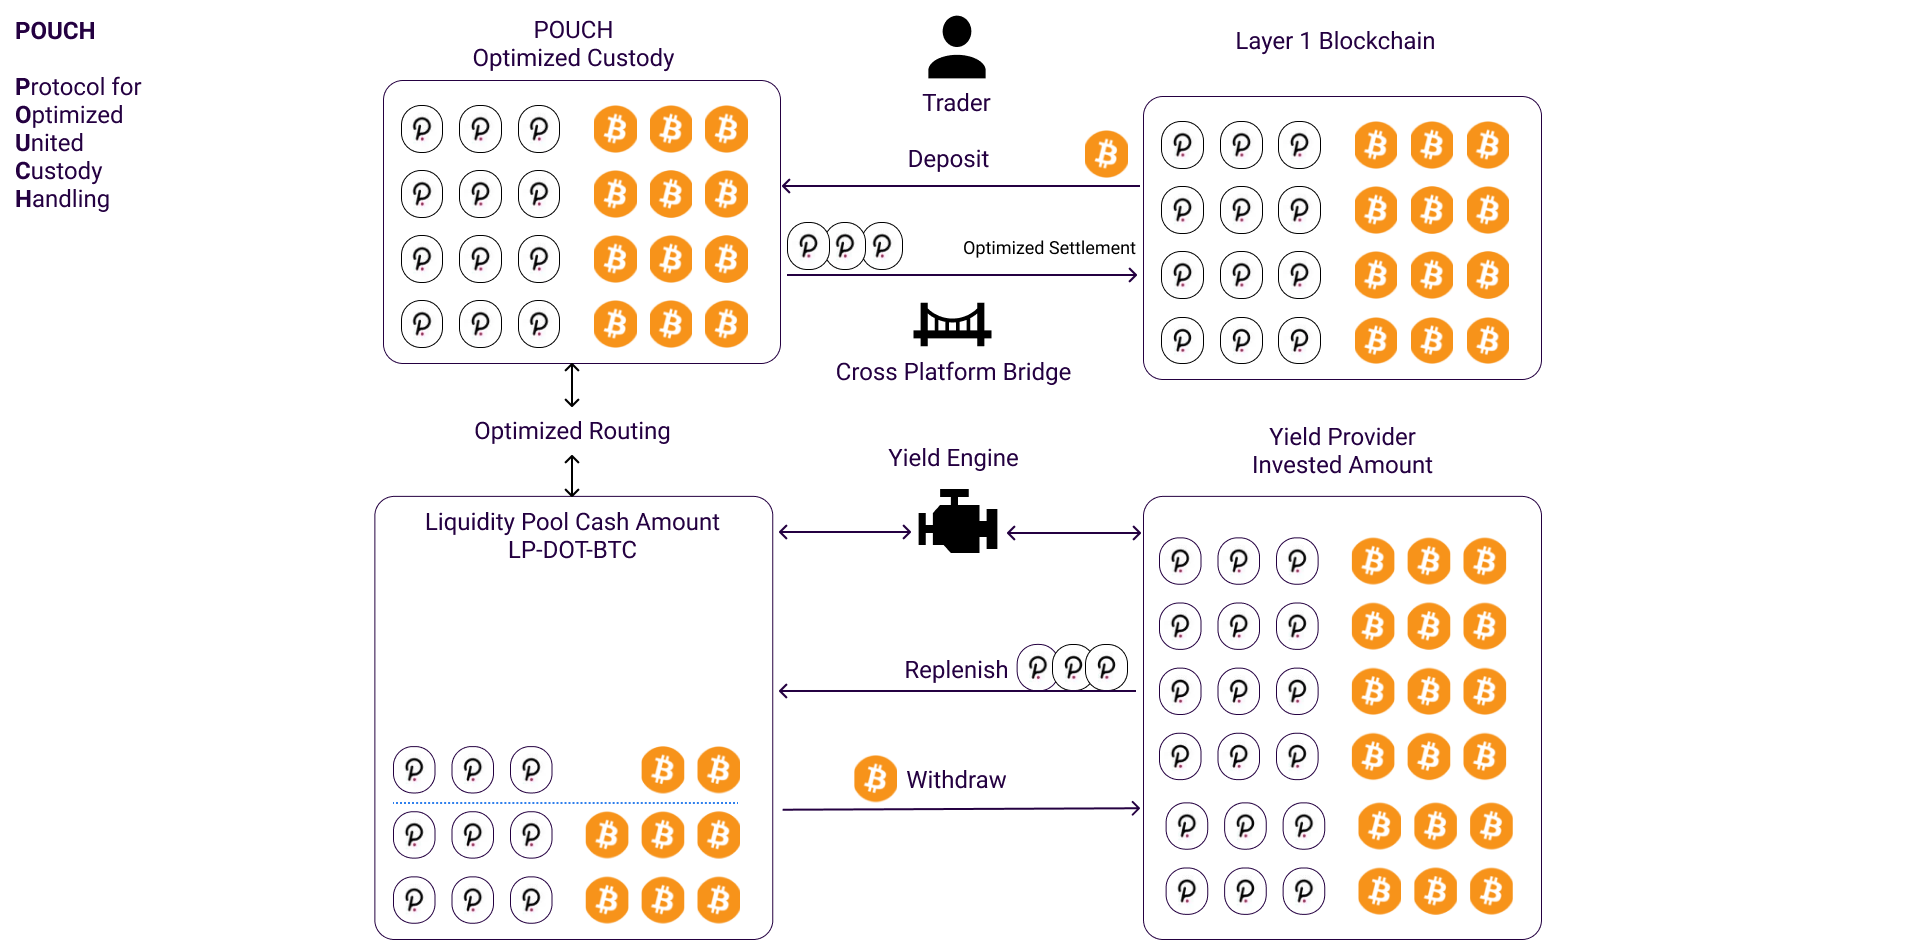 POUCH
Protocol for
Optimized
United
Custody
Handling
POUCH
Optimized Custody
Trader
Layer 1 Blockchain
Deposit
Optimized Settlement
Cross Platform Bridge
Optimized Routing
Yield Engine
Yield Provider
Invested Amount
Liquidity Pool Cash Amount
LP-DOT-BTC
Replenish
Withdraw